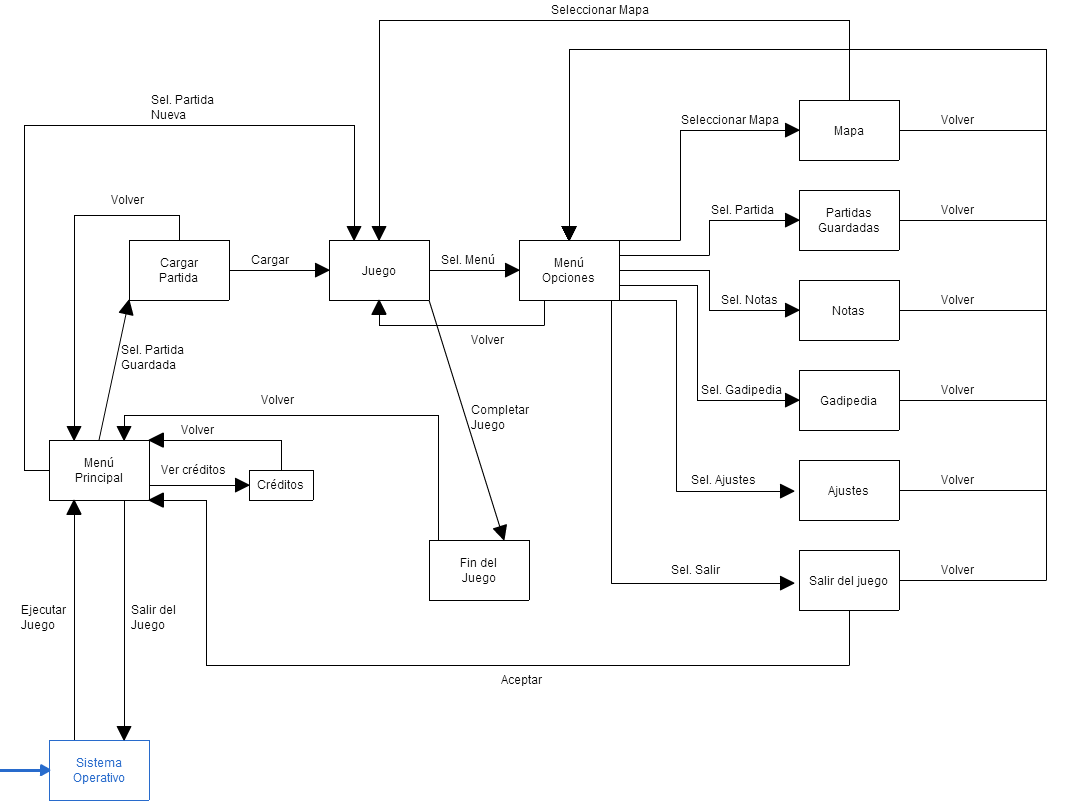 Seleccionar Mapa
Sel. Partida
Nueva
Seleccionar Mapa
Volver
Mapa
Volver
Sel. Partida
Volver
Partidas
Guardadas
Cargar
Partida
Cargar
Juego
Sel. Menú
Menú
Opciones
Sel. Notas
Volver
Notas
Volver
Sel. Partida
Guardada
Sel. Gadipedia
Volver
Gadipedia
Volver
Completar
Juego
Volver
Menú
Principal
Ver créditos
Créditos
Sel. Ajustes
Volver
Ajustes
Fin del
Juego
Sel. Salir
Volver
Salir del juego
Ejecutar
Juego
Salir del
Juego
Aceptar
Sistema
Operativo